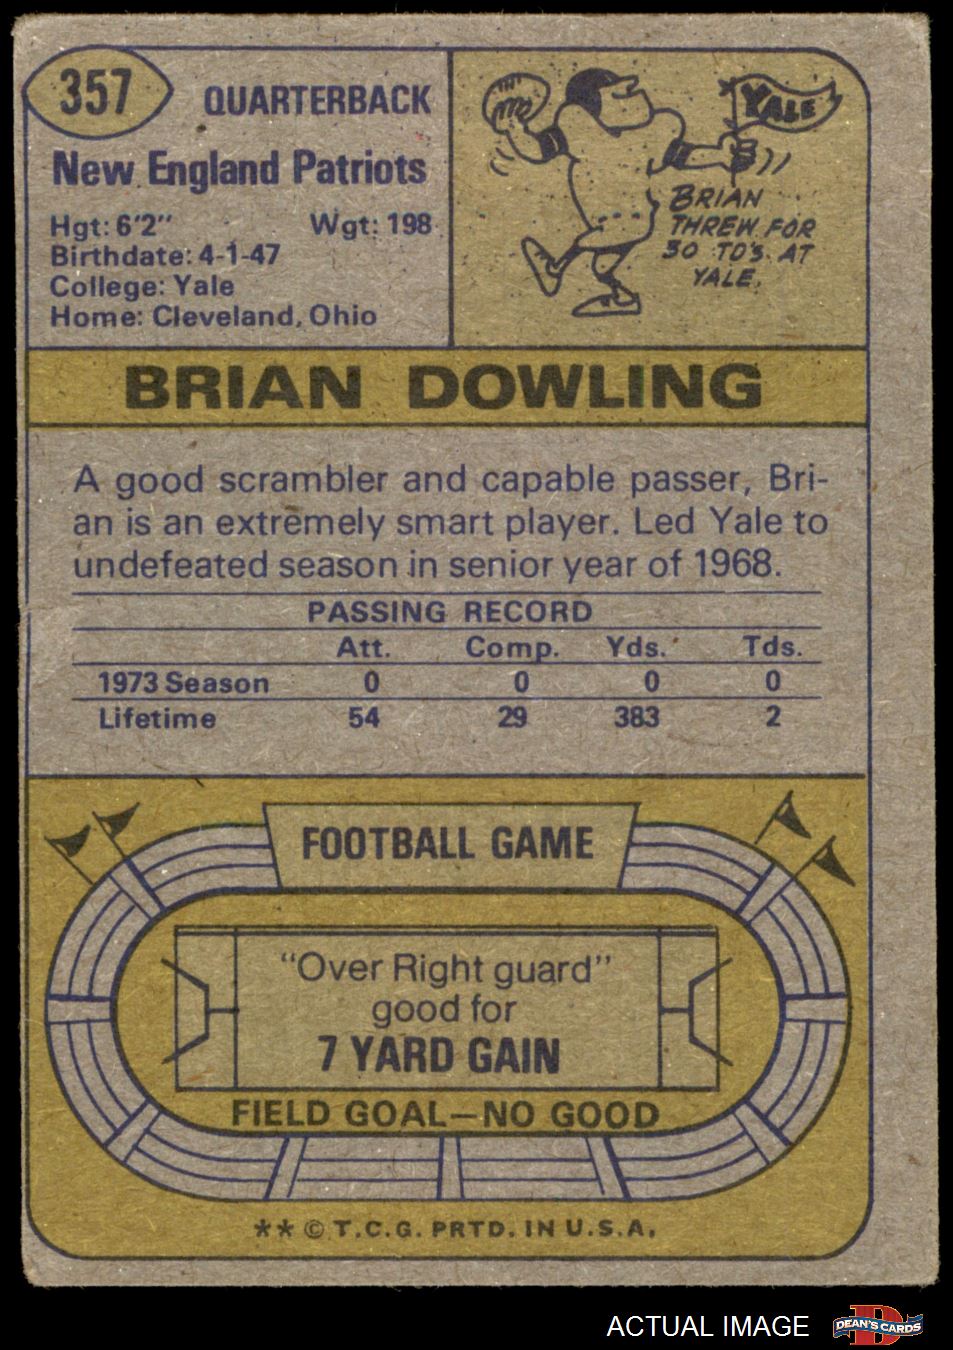 357
QUARTERBACK
New England Patriots
Hgt: 6'2" Wgt: 198
Birthdate: 4-1-47
College: Yale
Home: Cleveland, Ohio
YALE
BRIAN
THREW FOR
30 TD'S AT
YALE.
BRIAN DOWLING
A good scrambler and capable passer, Bri-
an is an extremely smart player. Led Yale to
undefeated season in senior year of 1968.
PASSING RECORD
Att. Comp. Yds. Tds.
1973 Season 0 0 0 0
Lifetime 54 29 383 2
FOOTBALL GAME
"Over Right guard"
good for
7 YARD GAIN
FIELD GOAL—NO GOOD
** © T.C.G. PRTD. IN U.S.A.
ACTUAL IMAGE
D
DEAN'S CARDS